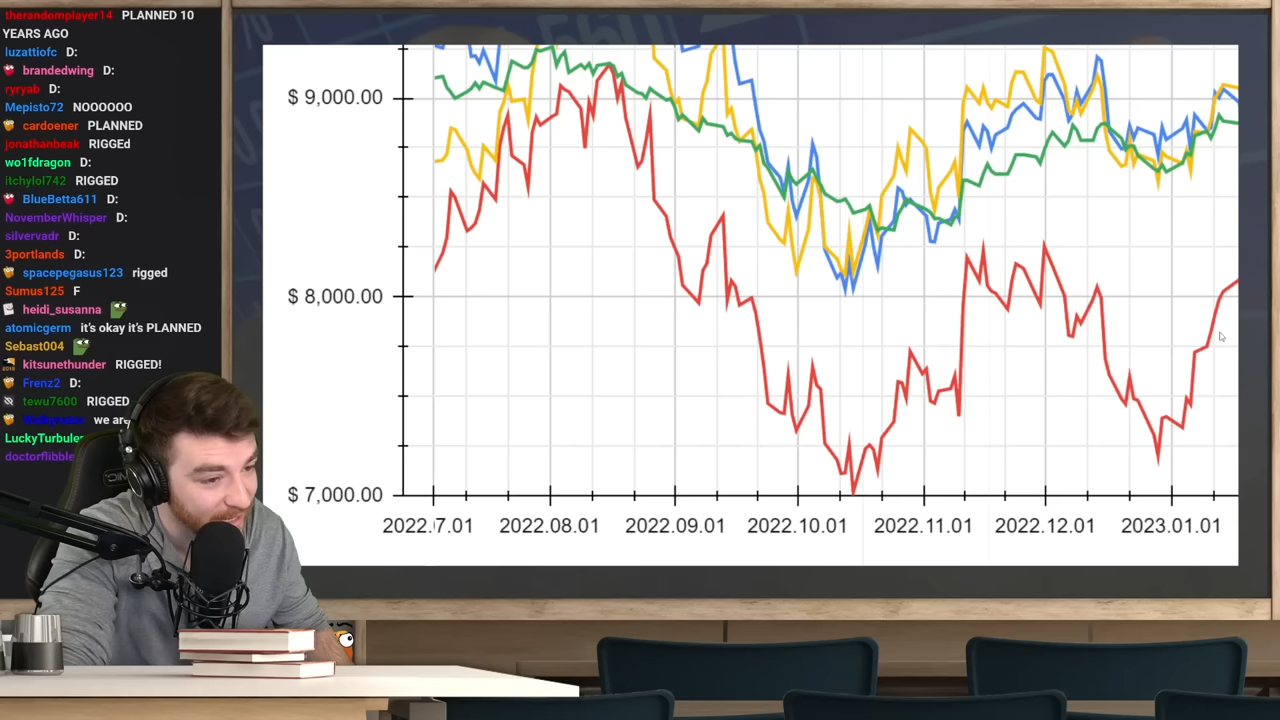 therandomplayer14 PLANNED 10
YEARS AGO
luzattiofc D:
brandedwing D:
ryryab D:
Mepisto72 NOOOOOO
cardoener PLANNED
jonathanbeak RIGGEd
wo1fdragon D:
itchylol742 RIGGED
BlueBetta611 D:
NovemberWhisper D:
silvervadr D:
3portlands D:
spacepegasus123 rigged
Sumus125 F
heidi_susanna
atomicgerm it's okay it's PLANNED
Sebast004
kitsunethunder RIGGED!
Frenz2 D:
tewu7600 RIGGED
we are
LuckyTurbule
doctorflibble
$ 9,000.00
$ 8,000.00
$ 7,000.00
2022.7.01 2022.08.01 2022.09.01 2022.10.01 2022.11.01 2022.12.01 2023.01.01